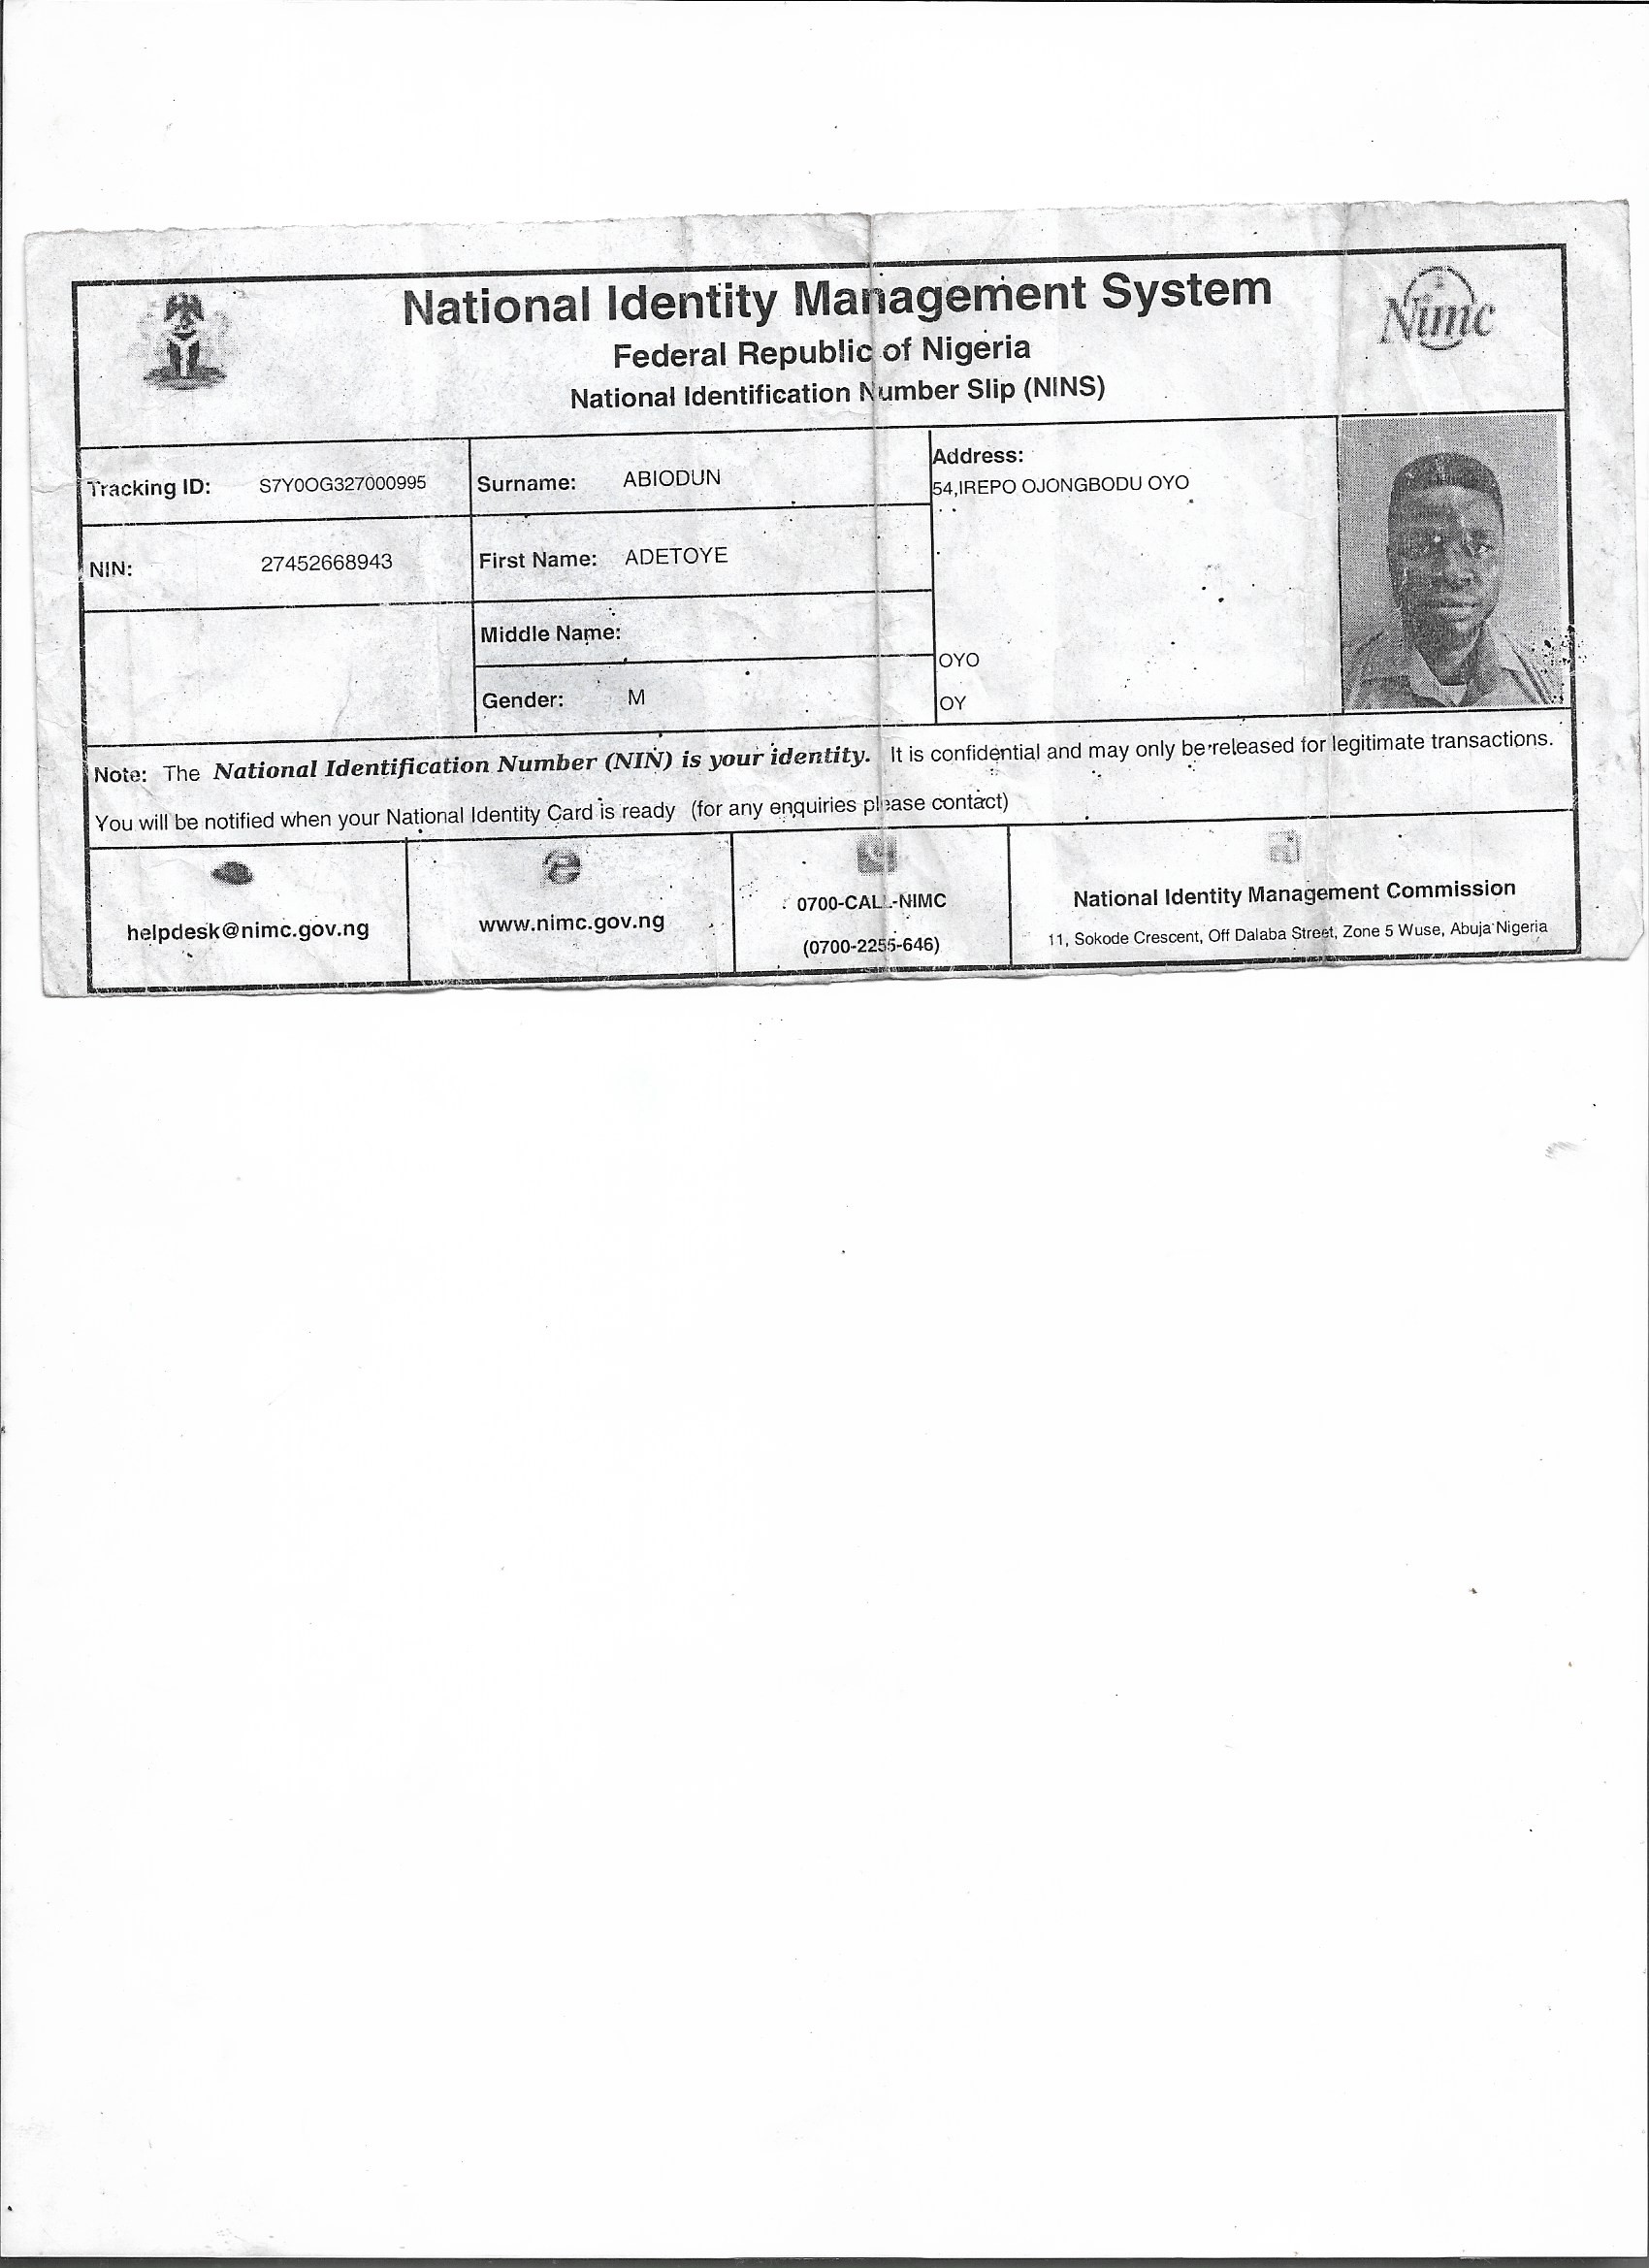 National Identity Management System
Federal Republic of Nigeria
National Identification Number Slip (NINS)
Nimc
Tracking ID: S7Y0OG327000995
Surname: ABIODUN
Address:
54,IREPO OJONGBODU OYO
NIN: 27452668943
First Name: ADETOYE
Middle Name:
OYO
Gender: M
OY
Note: The National Identification Number (NIN) is your identity. It is confidential and may only be released for legitimate transactions.
You will be notified when your National Identity Card is ready (for any enquiries please contact)
helpdesk@nimc.gov.ng
www.nimc.gov.ng
0700-CALL-NIMC
(0700-2255-646)
National Identity Management Commission
11, Sokode Crescent, Off Dalaba Street, Zone 5 Wuse, Abuja Nigeria